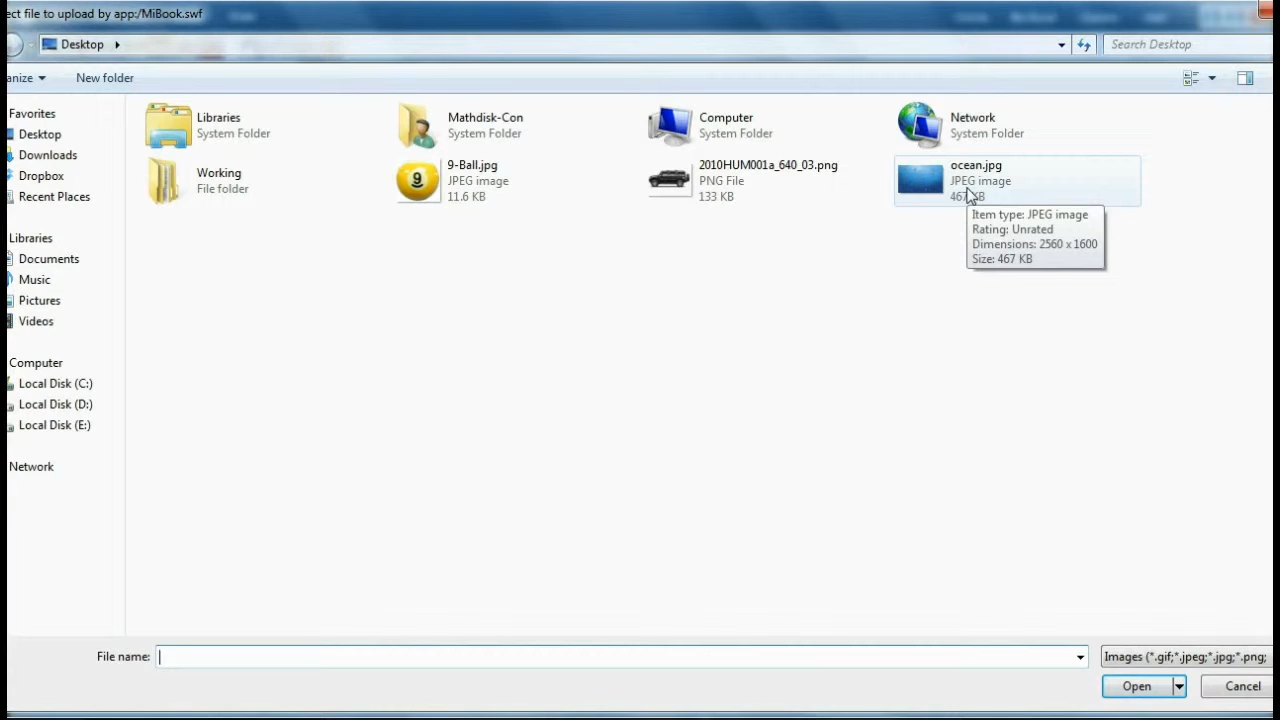 ect file to upload by app:/MiBook.swf
Desktop
Search Desktop
anize
New folder
Favorites
Desktop
Downloads
Dropbox
Recent Places
Libraries
Documents
Music
Pictures
Videos
Computer
Local Disk (C:)
Local Disk (D:)
Local Disk (E:)
Network
Libraries
System Folder
Mathdisk-Con
System Folder
Computer
System Folder
Network
System Folder
Working
File folder
9-Ball.jpg
JPEG image
11.6 KB
2010HUM001a_640_03.png
PNG File
133 KB
ocean.jpg
JPEG image
467 KB
Item type: JPEG image
Rating: Unrated
Dimensions: 2560 x 1600
Size: 467 KB
File name:
Images (*.gif;*.jpeg;*.jpg;*.png;
Open
Cancel